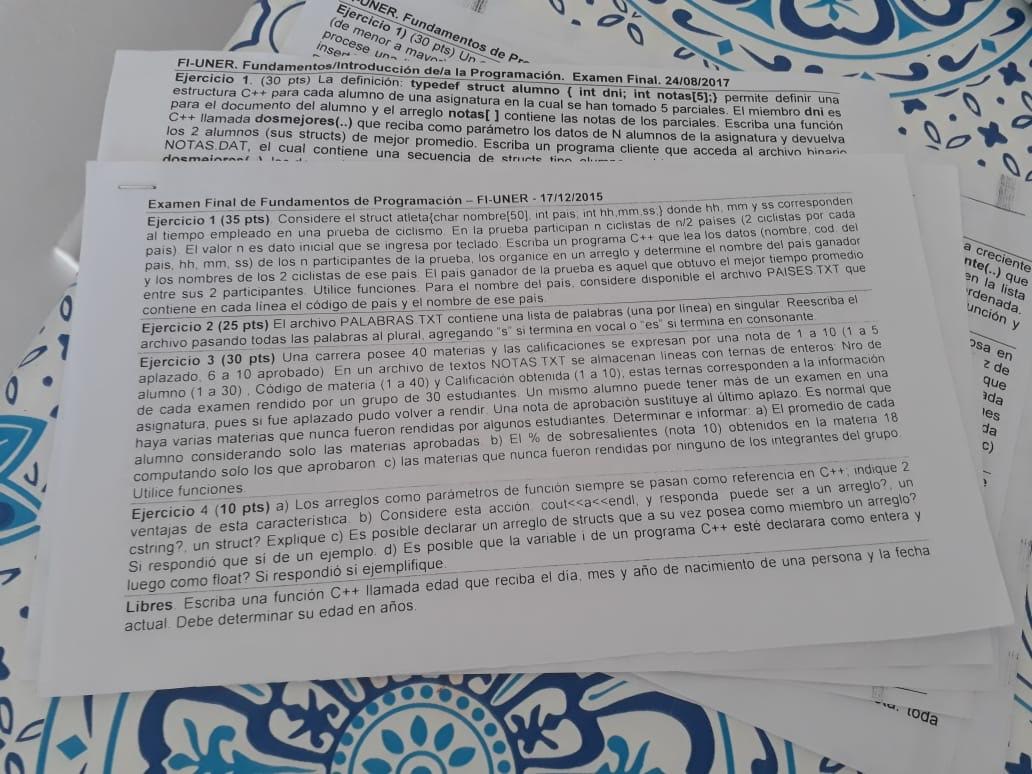 UNER. Fundamentos de Pr
Ejercicio 1) (30 pts) Un
(de menor a mayo
procese un
inser
FI-UNER. Fundamentos/Introducción de/a la Programación. Examen Final. 24/08/2017
Ejercicio 1. (30 pts) La definición: typedef struct alumno { int dni; int notas[5];} permite definir una
estructura C++ para cada alumno de una asignatura en la cual se han tomado 5 parciales. El miembro dni es
para el documento del alumno y el arreglo notas[ ] contiene las notas de los parciales. Escriba una función
C++ llamada dosmejores(..) que reciba como parámetro los datos de N alumnos de la asignatura y devuelva
los 2 alumnos (sus structs) de mejor promedio. Escriba un programa cliente que acceda al archivo binario
NOTAS.DAT, el cual contiene una secuencia de structs tipo
Examen Final de Fundamentos de Programación – FI-UNER - 17/12/2015
Ejercicio 1 (35 pts). Considere el struct atleta{char nombre[50], int pais; int hh,mm,ss;} donde hh, mm y ss corresponden
al tiempo empleado en una prueba de ciclismo. En la prueba participan n ciclistas de n/2 países (2 ciclistas por cada
país). El valor n es dato inicial que se ingresa por teclado. Escriba un programa C++ que lea los datos (nombre, cod. del
pais, hh, mm, ss) de los n participantes de la prueba, los organice en un arreglo y determine el nombre del país ganador
y los nombres de los 2 ciclistas de ese país. El país ganador de la prueba es aquel que obtuvo el mejor tiempo promedio
entre sus 2 participantes. Utilice funciones. Para el nombre del país, considere disponible el archivo PAISES.TXT que
contiene en cada línea el código de país y el nombre de ese país.
Ejercicio 2 (25 pts) El archivo PALABRAS.TXT contiene una lista de palabras (una por línea) en singular. Reescriba el
archivo pasando todas las palabras al plural, agregando "s" si termina en vocal o "es" si termina en consonante.
Ejercicio 3 (30 pts) Una carrera posee 40 materias y las calificaciones se expresan por una nota de 1 a 10 (1 a 5
aplazado, 6 a 10 aprobado). En un archivo de textos NOTAS.TXT se almacenan líneas con ternas de enteros: Nro de
alumno (1 a 30) , Código de materia (1 a 40) y Calificación obtenida (1 a 10), estas ternas corresponden a la información
de cada examen rendido por un grupo de 30 estudiantes. Un mismo alumno puede tener más de un examen en una
asignatura, pues si fue aplazado pudo volver a rendir. Una nota de aprobación sustituye al último aplazo. Es normal que
haya varias materias que nunca fueron rendidas por algunos estudiantes. Determinar e informar: a) El promedio de cada
alumno considerando solo las materias aprobadas. b) El % de sobresalientes (nota 10) obtenidos en la materia 18
computando solo los que aprobaron. c) las materias que nunca fueron rendidas por ninguno de los integrantes del grupo.
Utilice funciones.
Ejercicio 4 (10 pts) a) Los arreglos como parámetros de función siempre se pasan como referencia en C++; indique 2
ventajas de esta característica. b) Considere esta acción: cout<<a<<endl, y responda: puede ser a un arreglo?, un
cstring?, un struct? Explique c) Es posible declarar un arreglo de structs que a su vez posea como miembro un arreglo?
Si respondió que sí de un ejemplo. d) Es posible que la variable i de un programa C++ esté declarara como entera y
luego como float? Si respondió si ejemplifique.
Libres. Escriba una función C++ llamada edad que reciba el día, mes y año de nacimiento de una persona y la fecha
actual. Debe determinar su edad en años.
a creciente
nte(..) que
en la lista
rdenada.
unción y
osa en
z de
que
ada
es
da
c)
toda